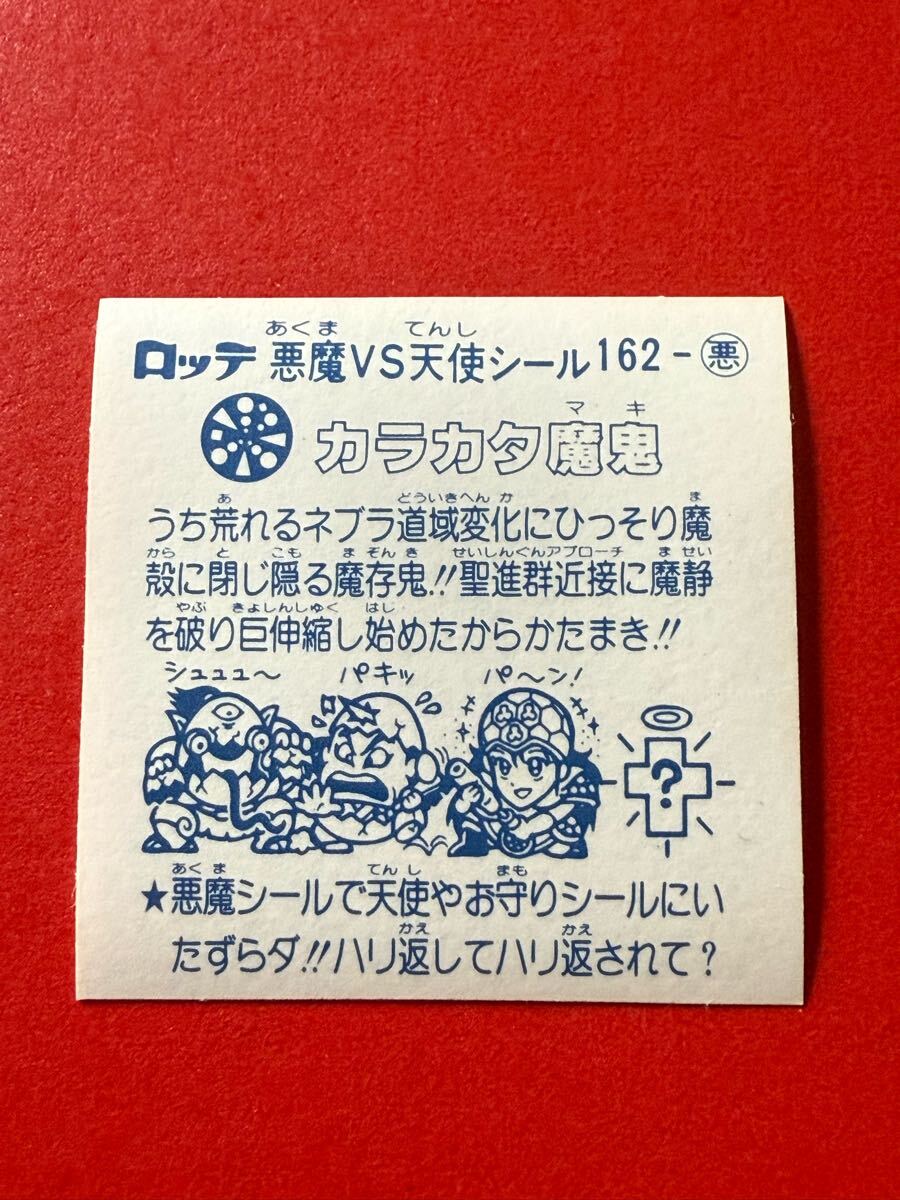 あくま てんし
ロッテ 悪魔VS天使シール162-悪
マキ
カラカタ魔鬼
あ どういきへんか ま
うち荒れるネブラ道域変化にひっそり魔
から と こも まぞんき せいしんぐんアプローチ ませい
殻に閉じ隠る魔存鬼!!聖進群近接に魔静
やぶ きょしんしゅく はじ
を破り巨伸縮し始めたからかたまき!!
シュュュ〜 パキッ パ〜ン!
?
あくま てんし まも
★悪魔シールで天使やお守りシールにい
かえ かえ
たずらダ!!ハリ返してハリ返されて?